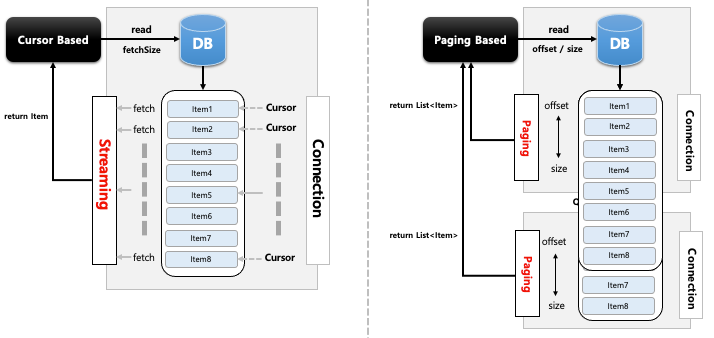 Cursor Based
read
fetchSize
DB
return Item
Streaming
fetch
fetch
fetch
Item1
Item2
Item3
Item4
Item5
Item6
Item7
Item8
Cursor
Cursor
Cursor
Connection
Paging Based
read
offset / size
DB
return List<Item>
Paging
offset
size
Item1
Item2
Item3
Item4
Item5
Item6
Item7
Item8
Connection
return List<Item>
Paging
offset
size
Item7
Item8
Connection